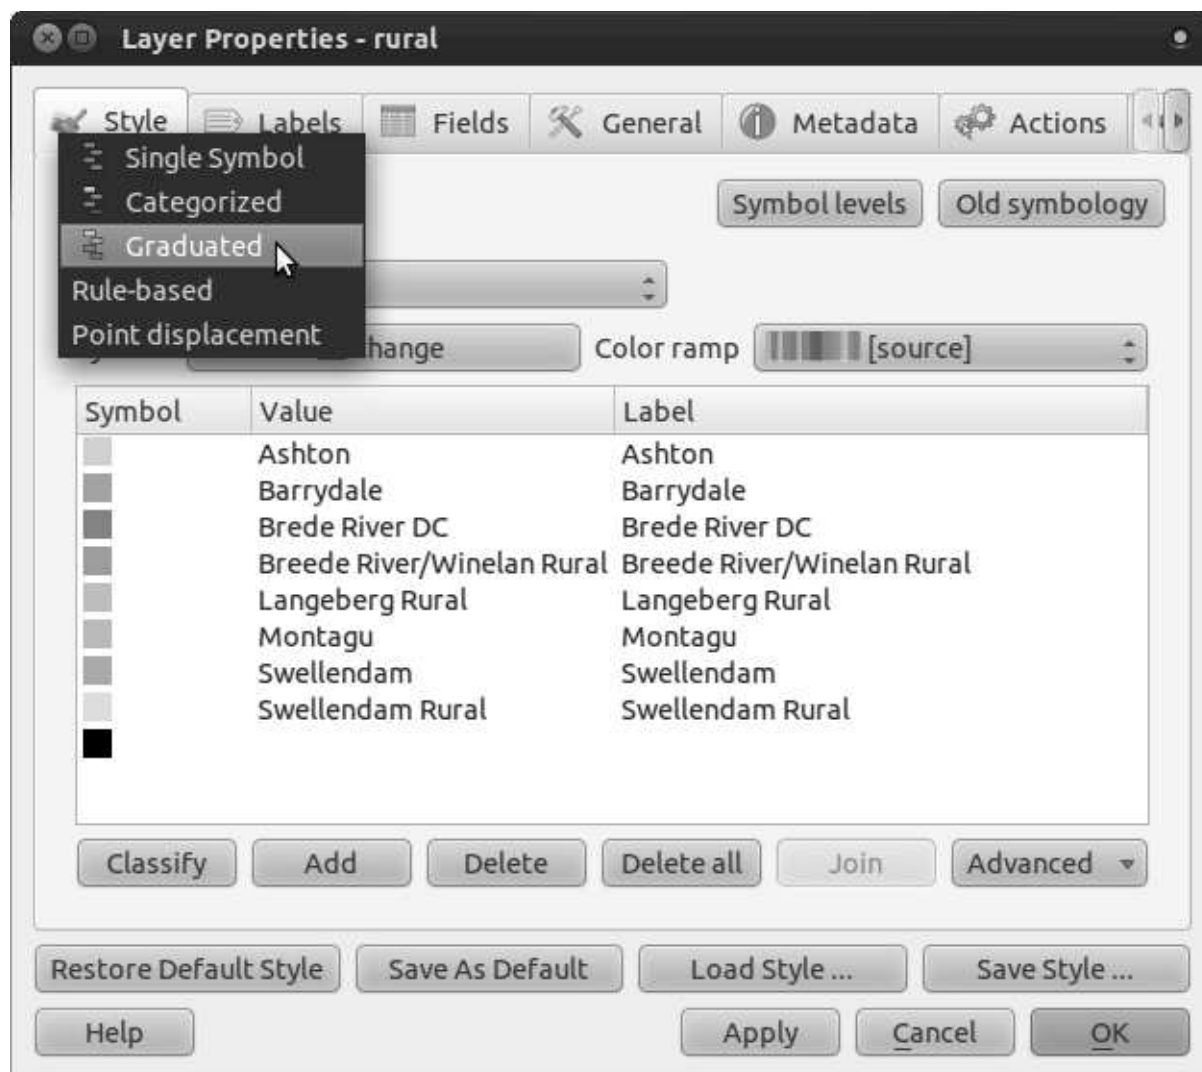 Layer Properties - rural
Style Labels Fields General Metadata Actions
Single Symbol
Categorized
Graduated
Rule-based
Point displacement
Symbol levels Old symbology
hange Color ramp [source]
Symbol Value Label
Ashton Ashton
Barrydale Barrydale
Brede River DC Brede River DC
Breede River/Winelan Rural Breede River/Winelan Rural
Langeberg Rural Langeberg Rural
Montagu Montagu
Swellendam Swellendam
Swellendam Rural Swellendam Rural
Classify Add Delete Delete all Join Advanced
Restore Default Style Save As Default Load Style ... Save Style ...
Help Apply Cancel OK